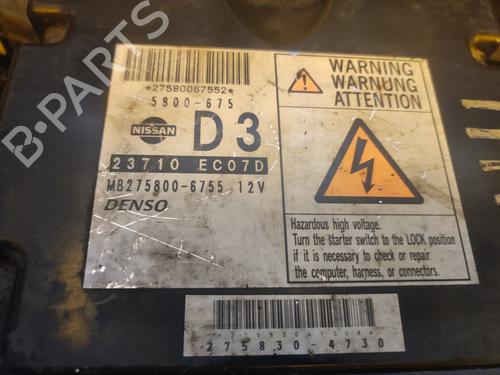 *27580067552*
5800-675
NISSAN
D3
23710 EC07D
MB275800-6755 12V
DENSO
WARNING
WARNUNG
ATTENTION
Hazardous high voltage.
Turn the starter switch to the LOCK position
if it is necessary to check or repair
the computer, harness, or connectors.
275830-4730
B-PARTS